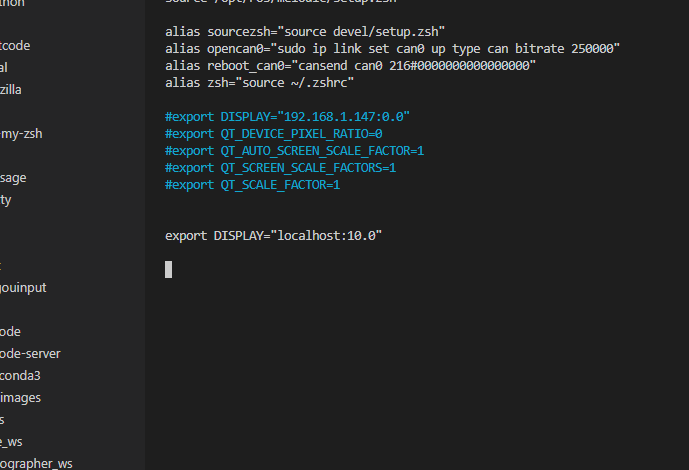 source /opt/ros/melodic/setup.zsh
alias sourcezsh="source devel/setup.zsh"
alias opencan0="sudo ip link set can0 up type can bitrate 250000"
alias reboot_can0="cansend can0 216#0000000000000000"
alias zsh="source ~/.zshrc"
#export DISPLAY="192.168.1.147:0.0"
#export QT_DEVICE_PIXEL_RATIO=0
#export QT_AUTO_SCREEN_SCALE_FACTOR=1
#export QT_SCREEN_SCALE_FACTORS=1
#export QT_SCALE_FACTOR=1
export DISPLAY="localhost:10.0"
thon
tcode
al
zilla
-my-zsh
sage
ty
t
gouinput
ode
ode-server
conda3
images
s
e_ws
ographer_ws